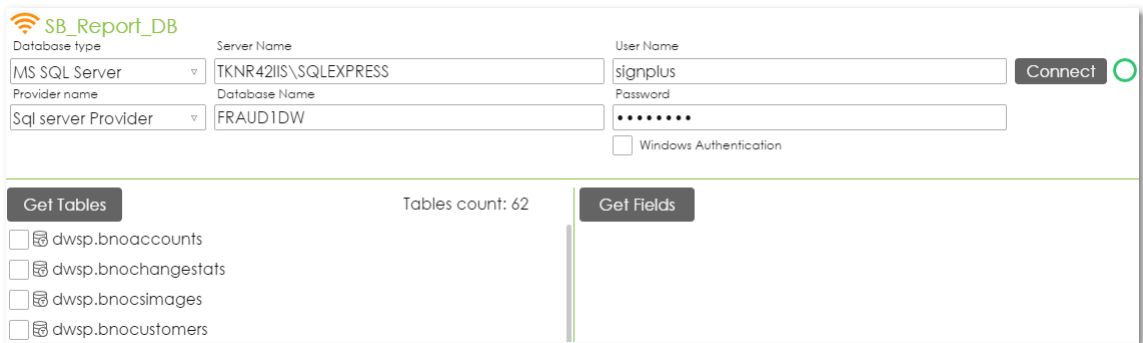 SB_Report_DB
Database type Server Name User Name
MS SQL Server TKNR42IIS\SQLEXPRESS signplus Connect
Provider name Database Name Password
Sql server Provider FRAUD1DW ••••••••
Windows Authentication
Get Tables Tables count: 62 Get Fields
dwsp.bnoaccounts
dwsp.bnochangestats
dwsp.bnocsimages
dwsp.bnocustomers